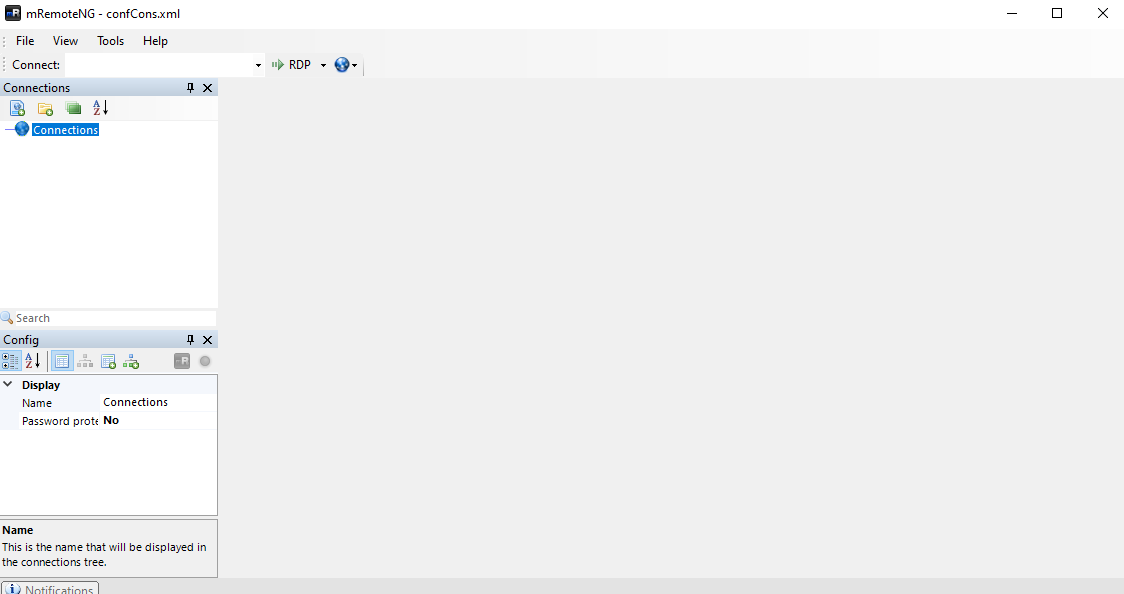 mRemoteNG - confCons.xml
File View Tools Help
Connect: RDP
Connections
Connections
Search
Config
Display
Name Connections
Password prote No
Name
This is the name that will be displayed in
the connections tree.
Notifications